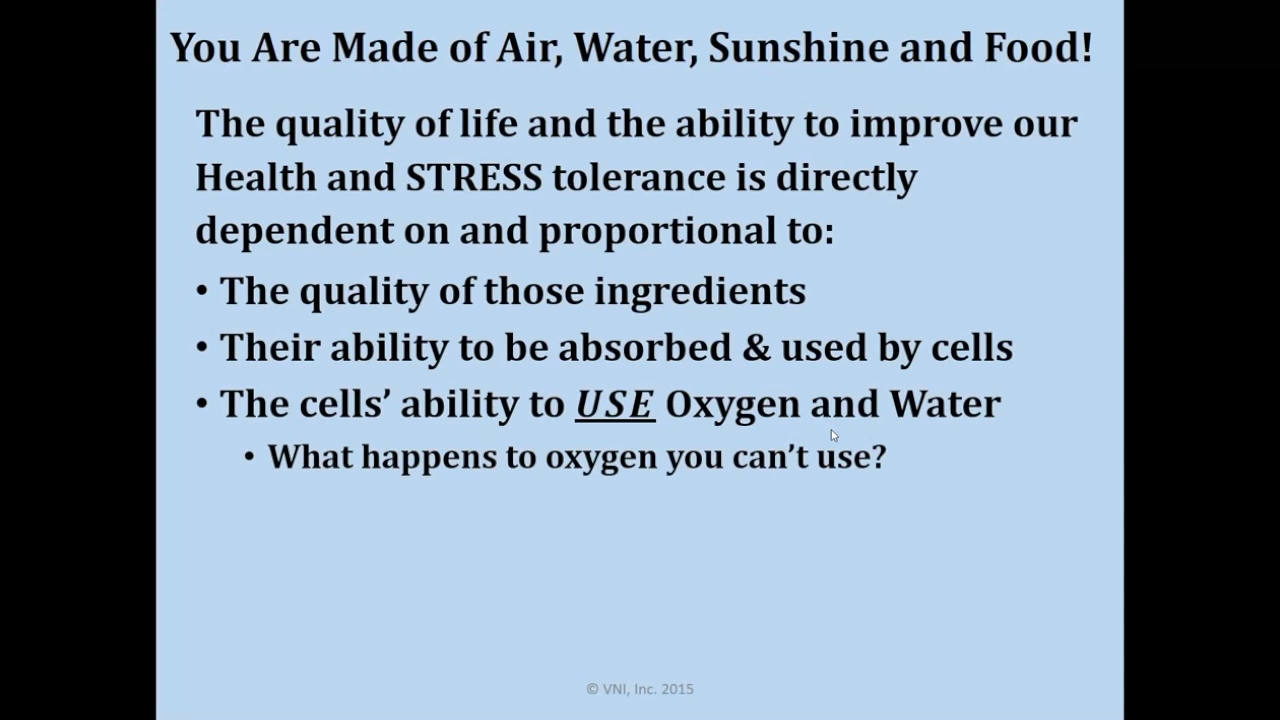 You Are Made of Air, Water, Sunshine and Food!
The quality of life and the ability to improve our
Health and STRESS tolerance is directly
dependent on and proportional to:
• The quality of those ingredients
• Their ability to be absorbed & used by cells
• The cells’ ability to USE Oxygen and Water
• What happens to oxygen you can’t use?
© VNI, Inc. 2015